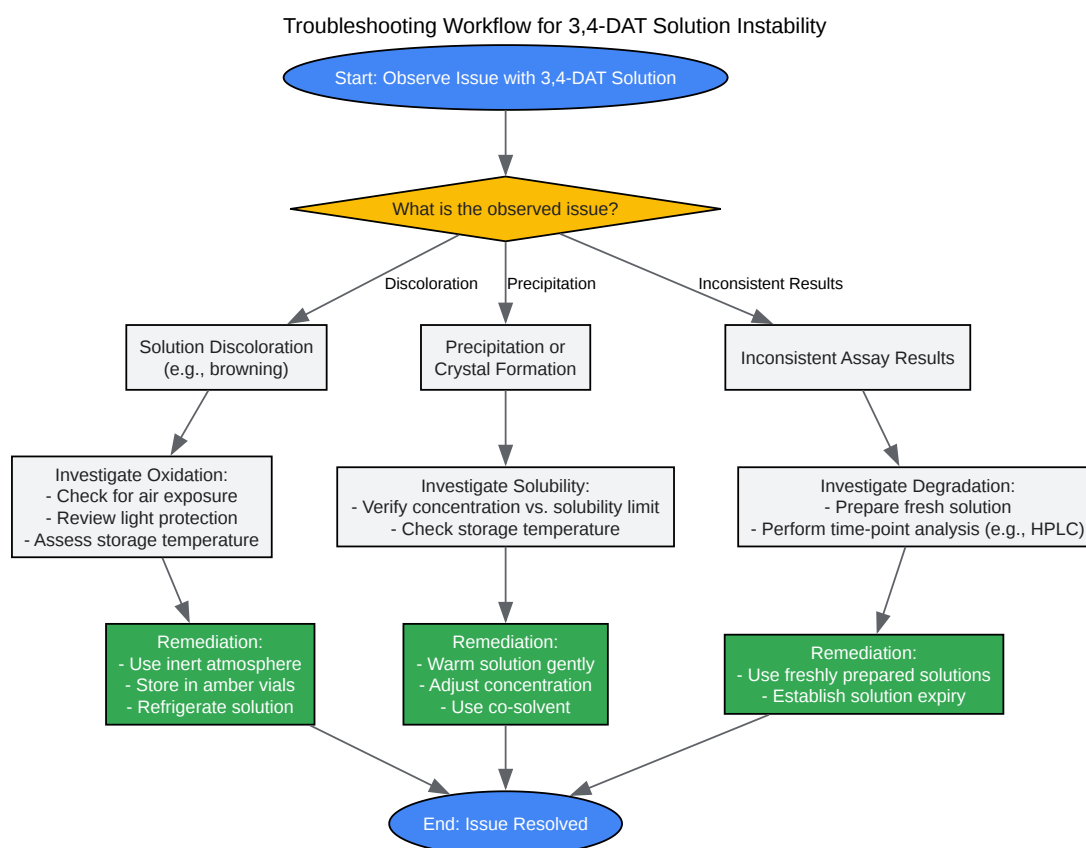 Troubleshooting Workflow for 3,4-DAT Solution Instability
Start: Observe Issue with 3,4-DAT Solution
What is the observed issue?
Discoloration
Precipitation
Inconsistent Results
Solution Discoloration
(e.g., browning)
Precipitation or
Crystal Formation
Inconsistent Assay Results
Investigate Oxidation:
- Check for air exposure
- Review light protection
- Assess storage temperature
Investigate Solubility:
- Verify concentration vs. solubility limit
- Check storage temperature
Investigate Degradation:
- Prepare fresh solution
- Perform time-point analysis (e.g., HPLC)
Remediation:
- Use inert atmosphere
- Store in amber vials
- Refrigerate solution
Remediation:
- Warm solution gently
- Adjust concentration
- Use co-solvent
Remediation:
- Use freshly prepared solutions
- Establish solution expiry
End: Issue Resolved